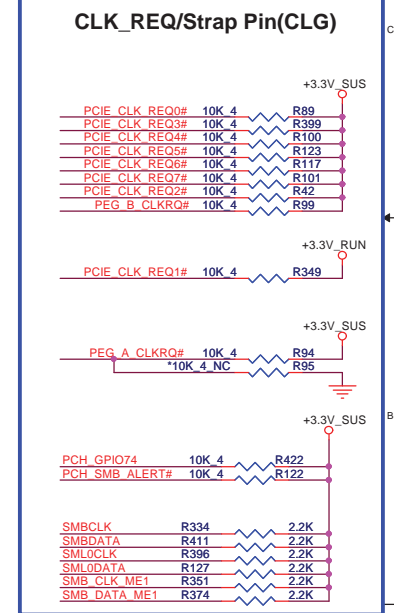 CLK_REQ/Strap Pin(CLG)
C
+3.3V_SUS
PCIE_CLK_REQ0# 10K_4 R89
PCIE_CLK_REQ3# 10K_4 R399
PCIE_CLK_REQ4# 10K_4 R100
PCIE_CLK_REQ5# 10K_4 R123
PCIE_CLK_REQ6# 10K_4 R117
PCIE_CLK_REQ7# 10K_4 R101
PCIE_CLK_REQ2# 10K_4 R42
PEG_B_CLKRQ# 10K_4 R99
+3.3V_RUN
PCIE_CLK_REQ1# 10K_4 R349
+3.3V_SUS
PEG_A_CLKRQ# 10K_4 R94
*10K_4_NC R95
+3.3V_SUS
B
PCH_GPIO74 10K_4 R422
PCH_SMB_ALERT# 10K_4 R122
SMBCLK R334 2.2K
SMBDATA R411 2.2K
SML0CLK R396 2.2K
SML0DATA R127 2.2K
SMB_CLK_ME1 R351 2.2K
SMB_DATA_ME1 R374 2.2K